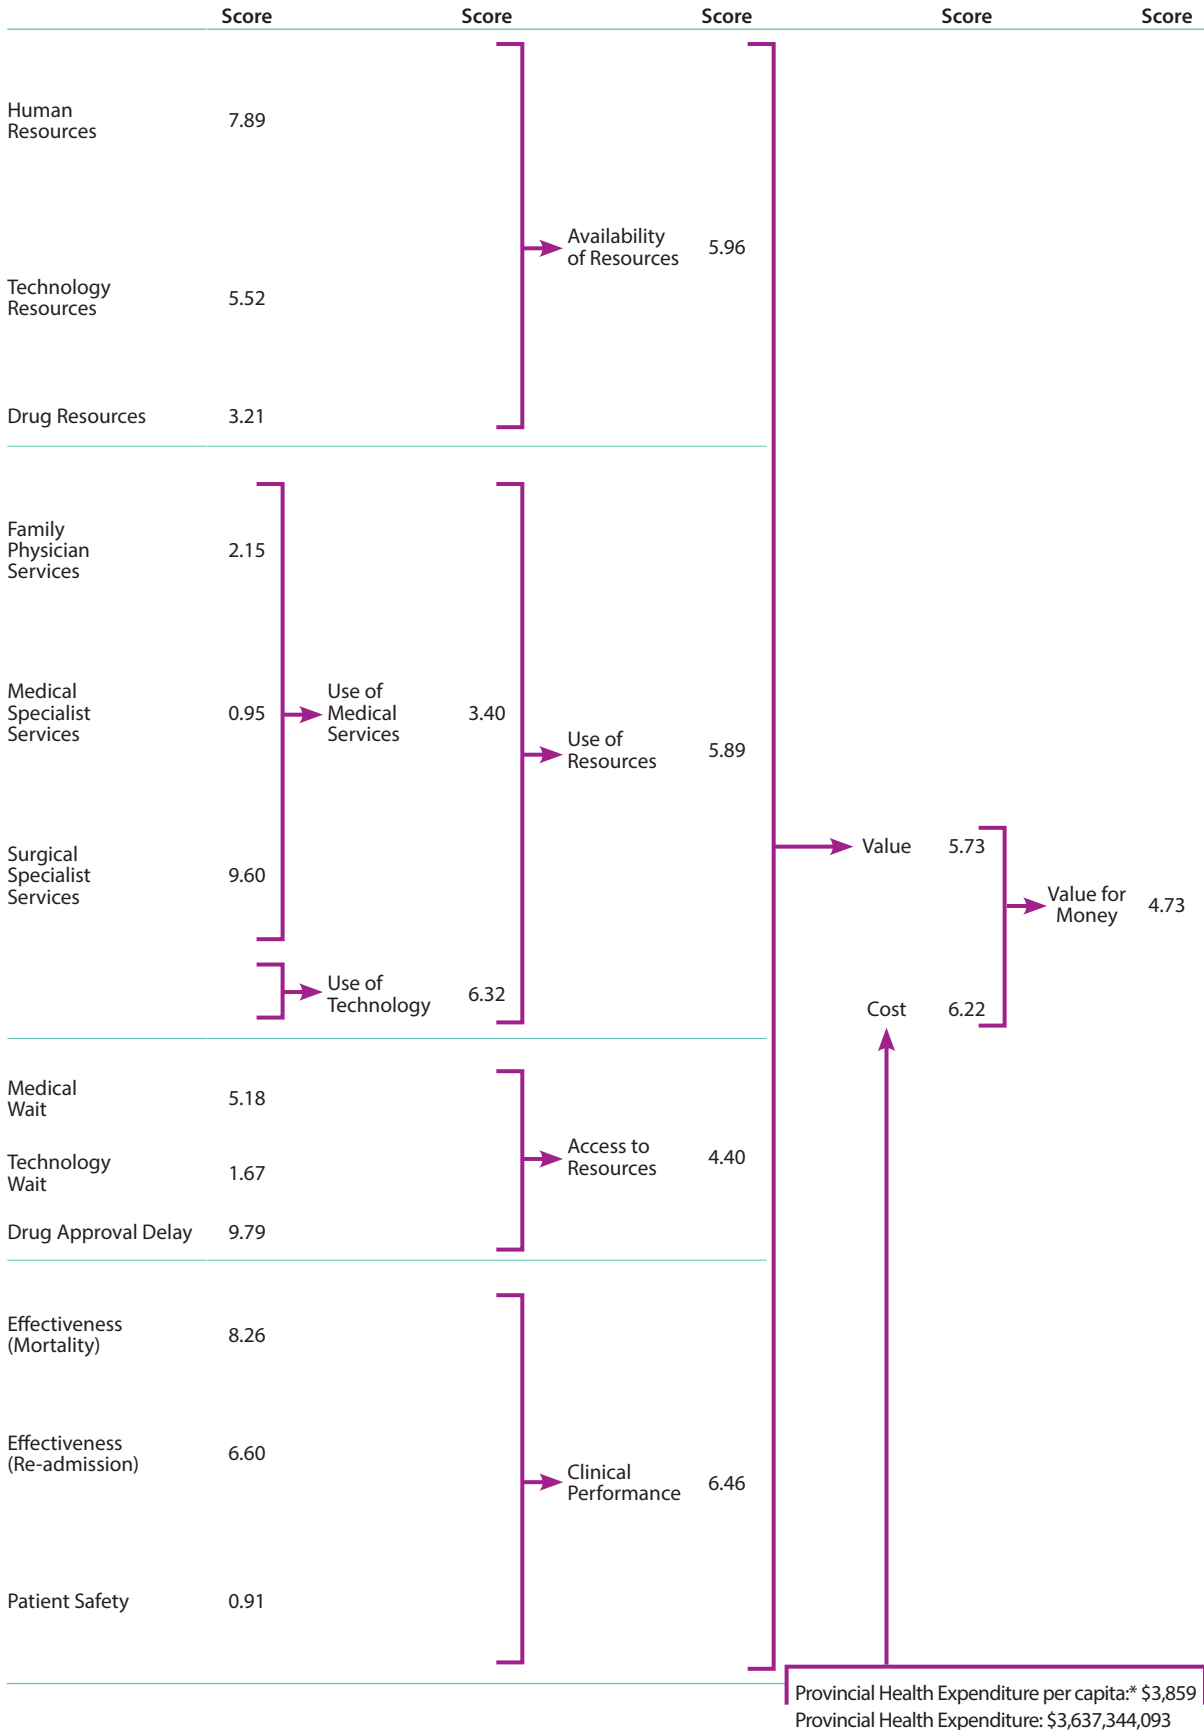 Score Score Score Score Score
Human
Resources
7.89
Availability
of Resources
5.96
Technology
Resources
5.52
Drug Resources 3.21
Family
Physician
Services
2.15
Medical
Specialist
Services
0.95
Use of
Medical
Services
3.40
Use of
Resources
5.89
Surgical
Specialist
Services
9.60
Value 5.73
Value for
Money
4.73
Use of
Technology
6.32
Cost 6.22
Medical
Wait
5.18
Technology
Wait
1.67
Access to
Resources
4.40
Drug Approval Delay 9.79
Effectiveness
(Mortality)
8.26
Effectiveness
(Re-admission)
6.60
Clinical
Performance
6.46
Patient Safety 0.91
Provincial Health Expenditure per capita:* $3,859
Provincial Health Expenditure: $3,637,344,093